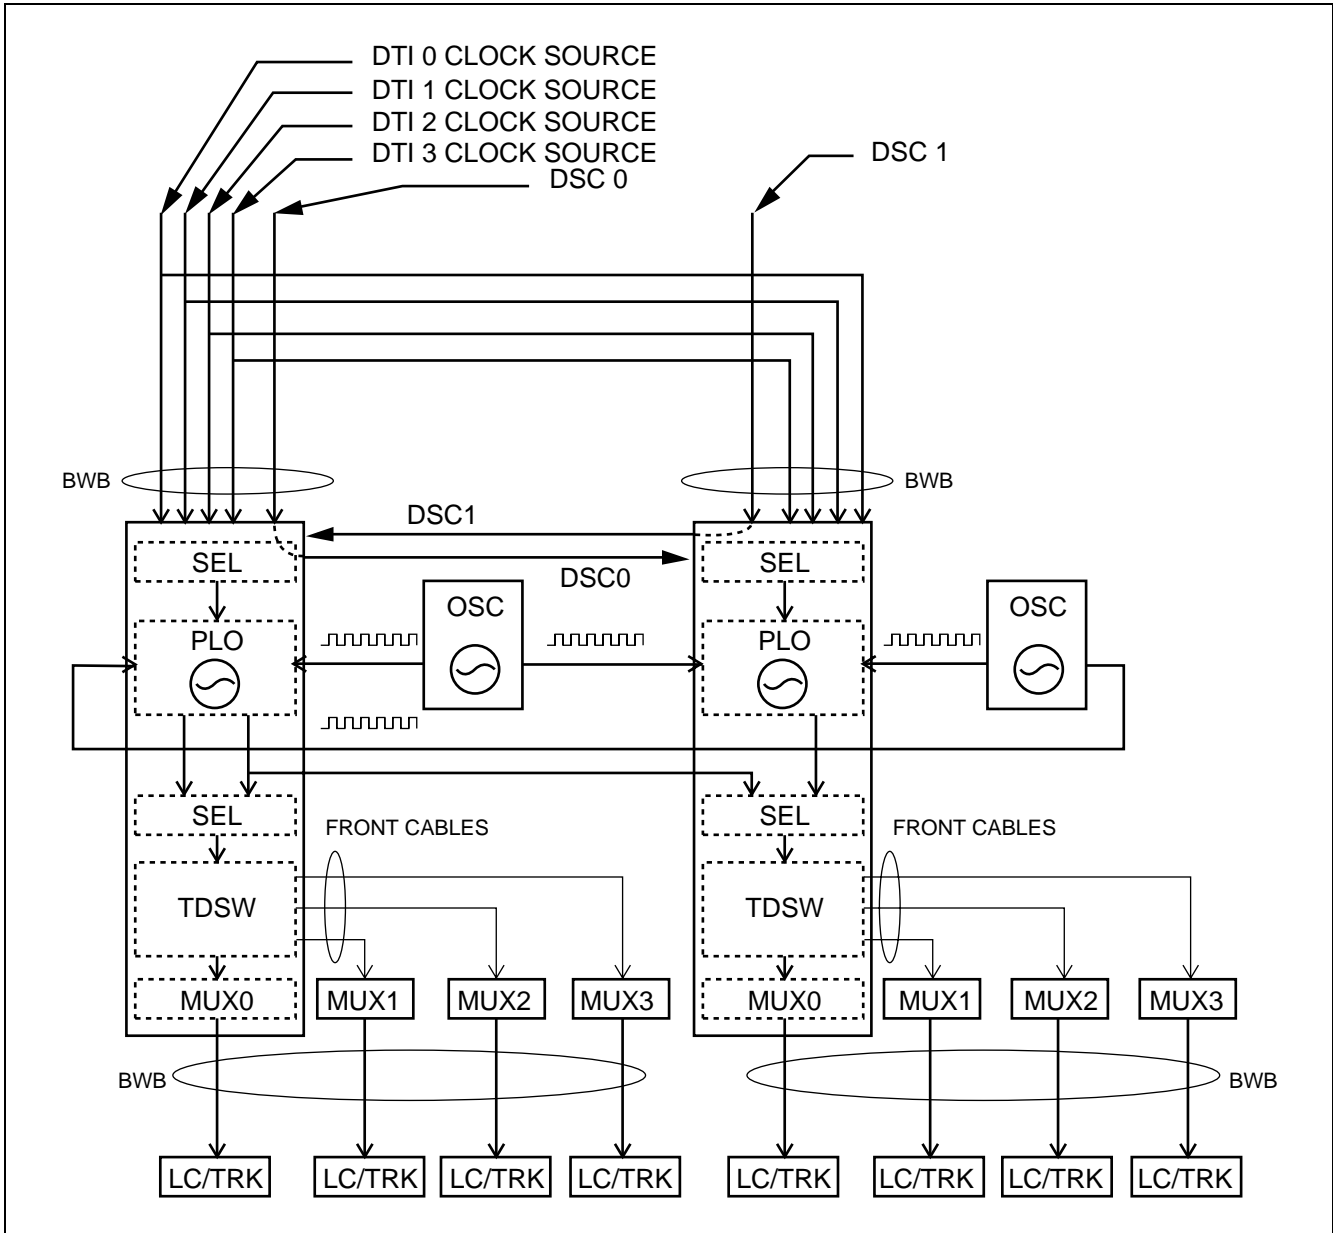 DTI 0 CLOCK SOURCE
DTI 1 CLOCK SOURCE
DTI 2 CLOCK SOURCE
DTI 3 CLOCK SOURCE
DSC 0
DSC 1
BWB
BWB
DSC1
DSC0
SEL
SEL
OSC
OSC
PLO
PLO
SEL
SEL
FRONT CABLES
FRONT CABLES
TDSW
TDSW
MUX0
MUX1
MUX2
MUX3
MUX0
MUX1
MUX2
MUX3
BWB
BWB
LC/TRK
LC/TRK
LC/TRK
LC/TRK
LC/TRK
LC/TRK
LC/TRK
LC/TRK